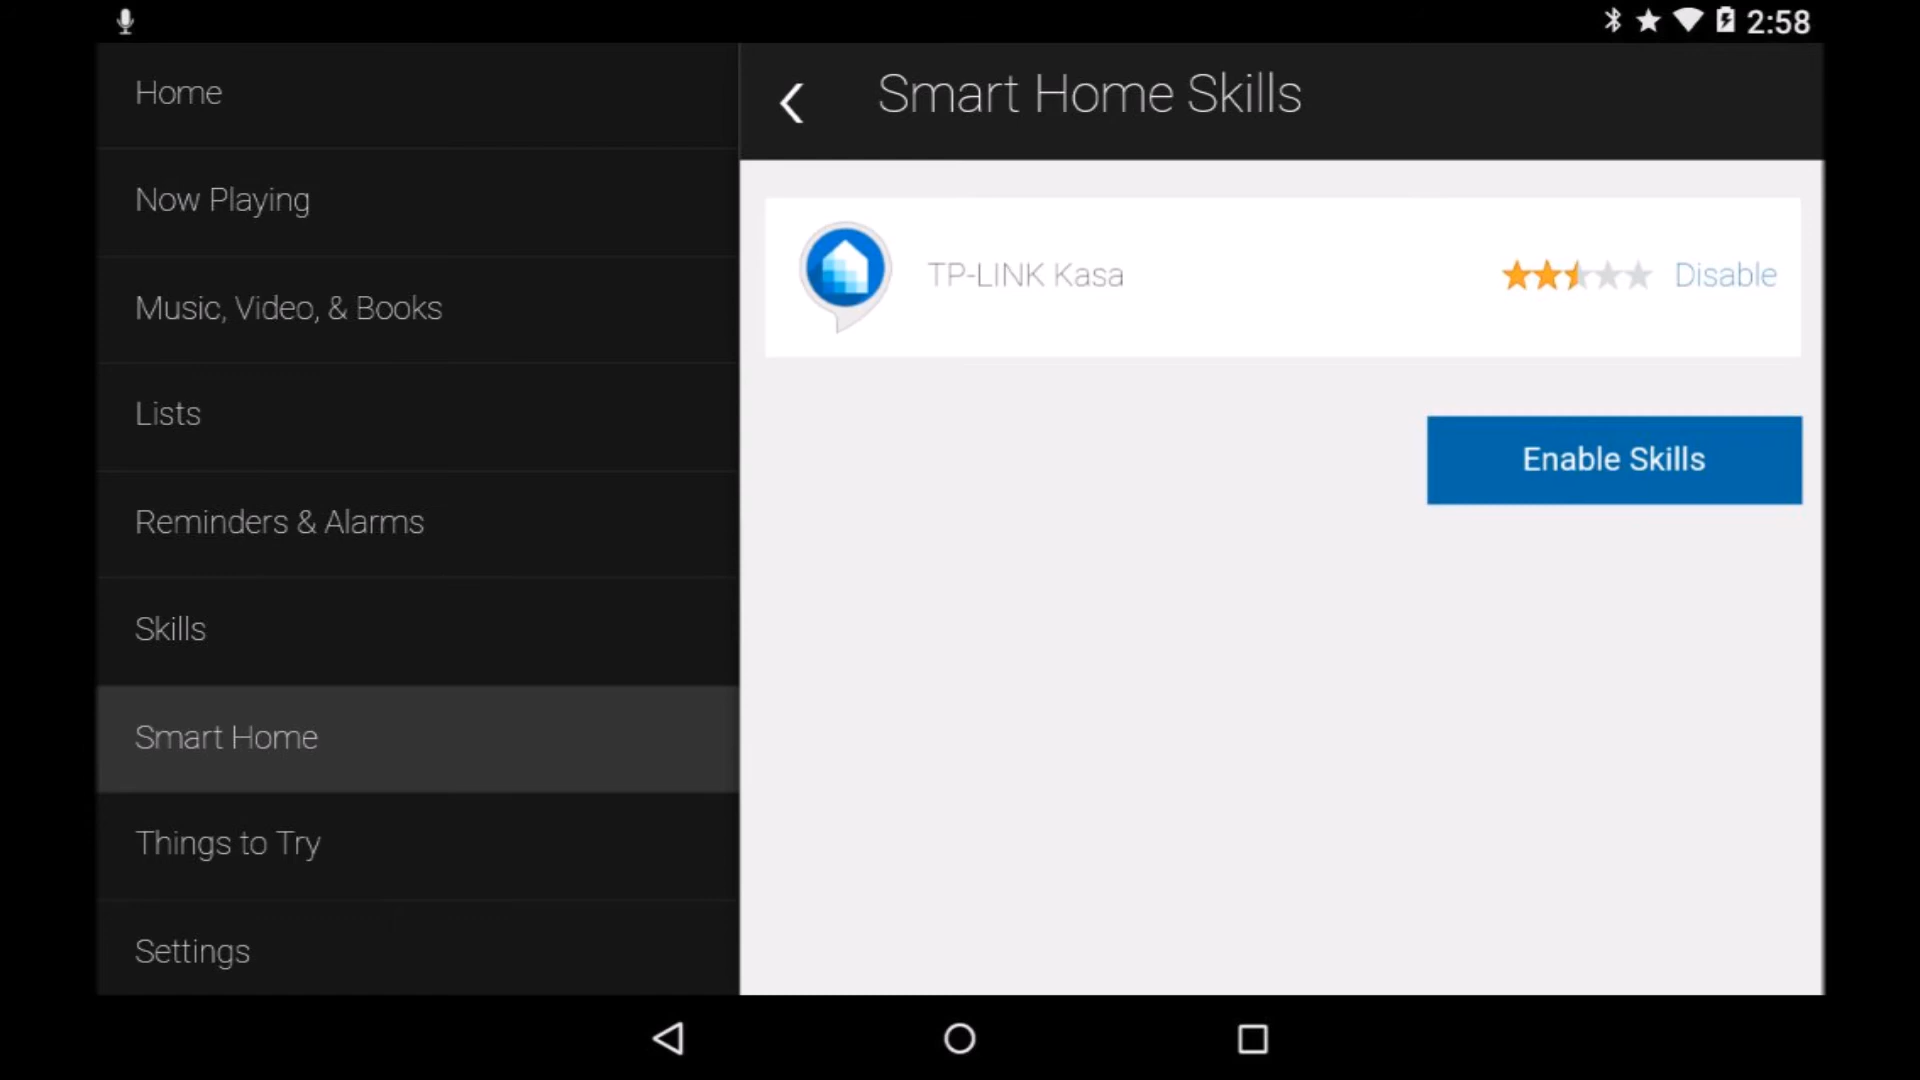 2:58
Home
Now Playing
Music, Video, & Books
Lists
Reminders & Alarms
Skills
Smart Home
Things to Try
Settings
Smart Home Skills
TP-LINK Kasa
Disable
Enable Skills